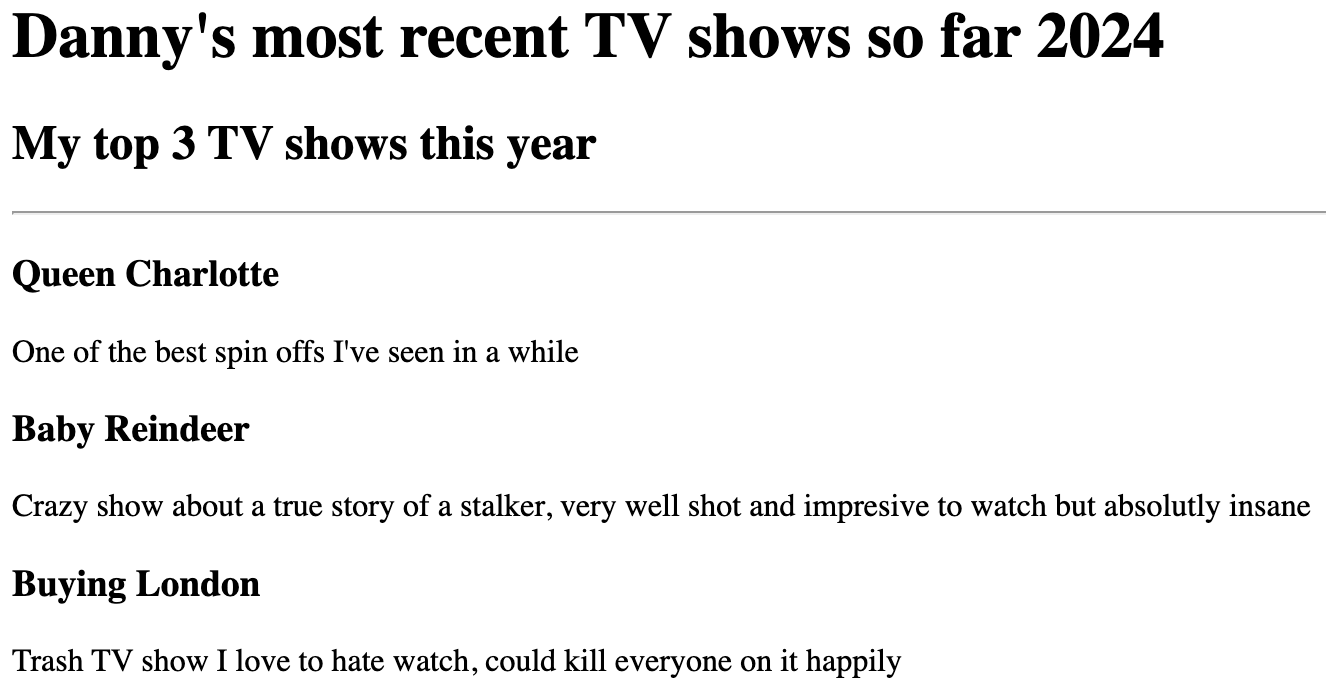 Danny's most recent TV shows so far 2024
My top 3 TV shows this year
Queen Charlotte
One of the best spin offs I've seen in a while
Baby Reindeer
Crazy show about a true story of a stalker, very well shot and impresive to watch but absolutly insane
Buying London
Trash TV show I love to hate watch, could kill everyone on it happily